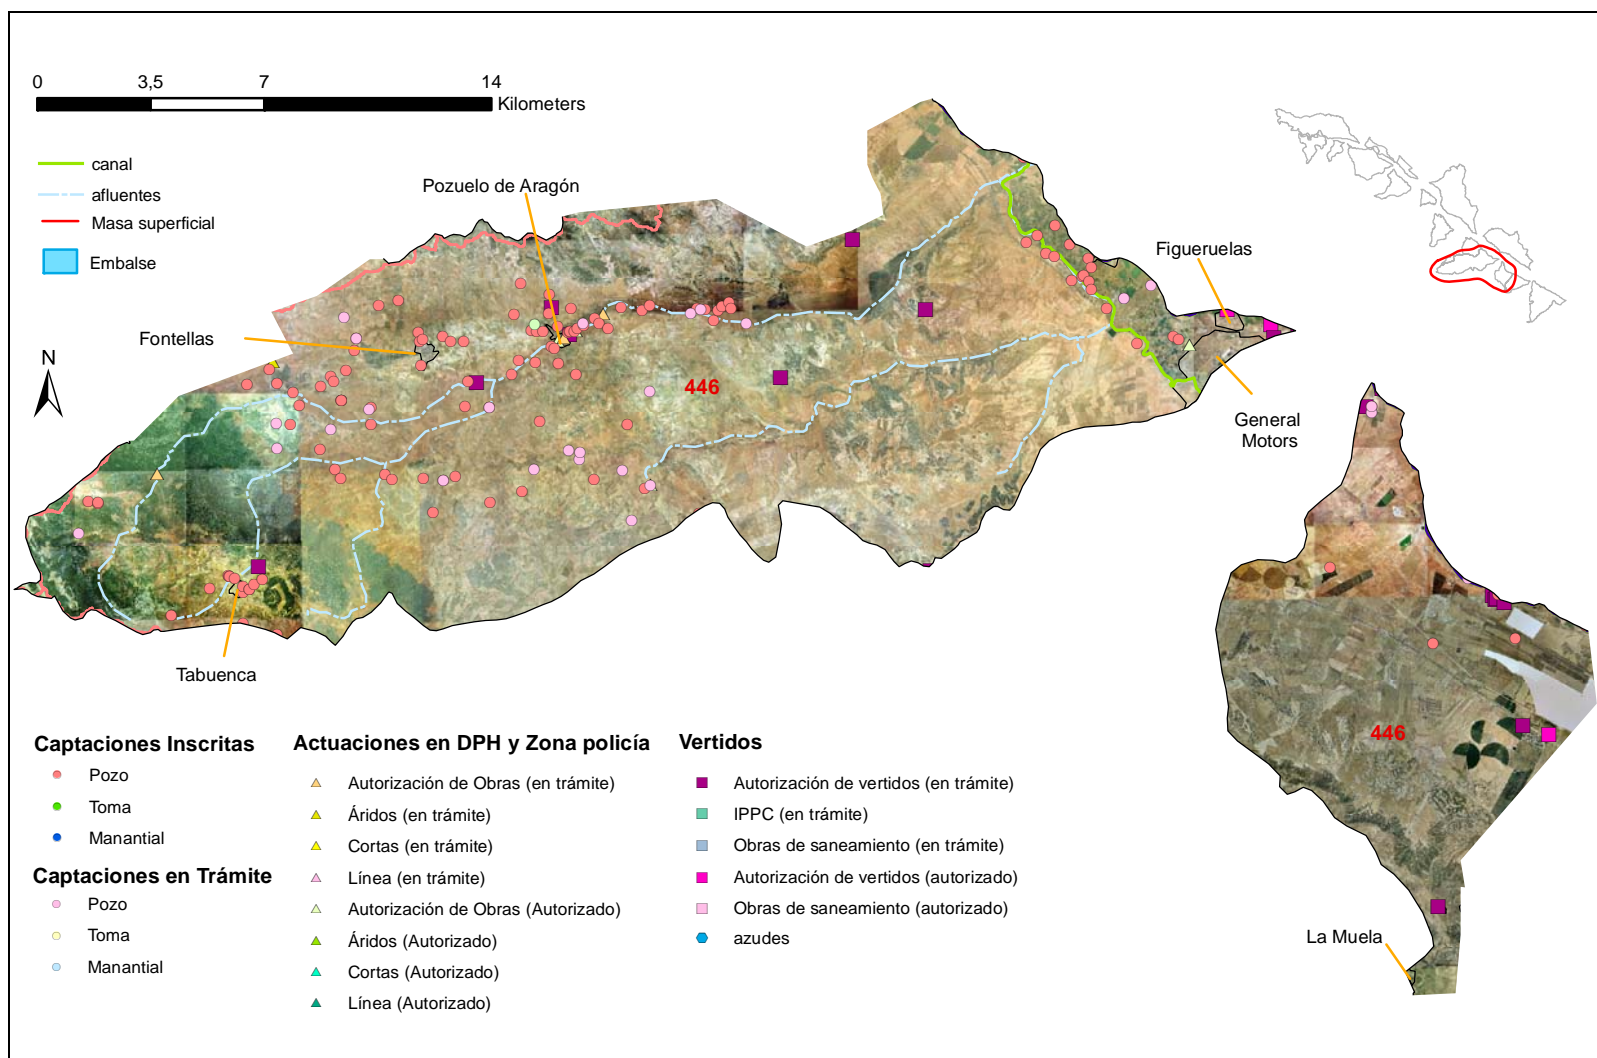 0 3,5 7 14
Kilometers
canal
afluentes
Masa superficial
Embalse
Pozuelo de Aragón
Figueruelas
Fontellas
N
446
General
Motors
Tabuenca
446
La Muela
Captaciones Inscritas
Pozo
Toma
Manantial
Captaciones en Trámite
Pozo
Toma
Manantial
Actuaciones en DPH y Zona policía
Autorización de Obras (en trámite)
Áridos (en trámite)
Cortas (en trámite)
Línea (en trámite)
Autorización de Obras (Autorizado)
Áridos (Autorizado)
Cortas (Autorizado)
Línea (Autorizado)
Vertidos
Autorización de vertidos (en trámite)
IPPC (en trámite)
Obras de saneamiento (en trámite)
Autorización de vertidos (autorizado)
Obras de saneamiento (autorizado)
azudes